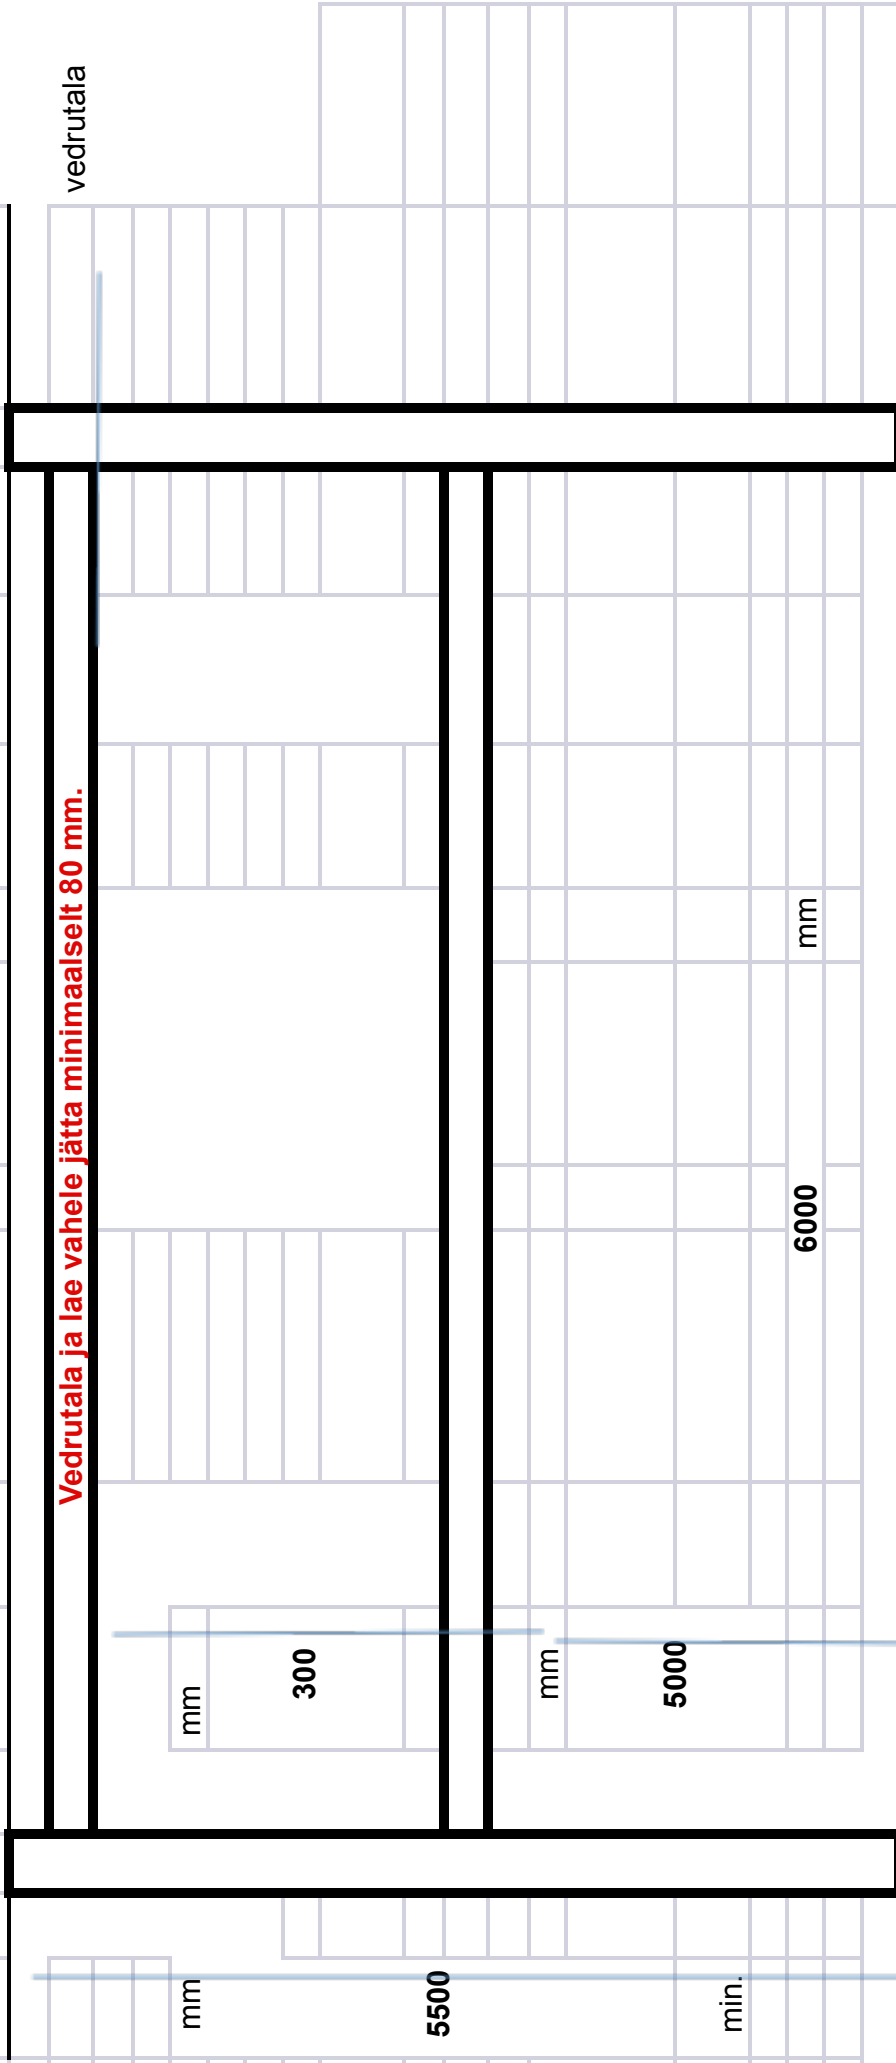 vedrutala
Vedrutala ja lae vahele jätta minimaalselt 80 mm.
mm
300
mm
5000
mm
6000
mm
5500
min.